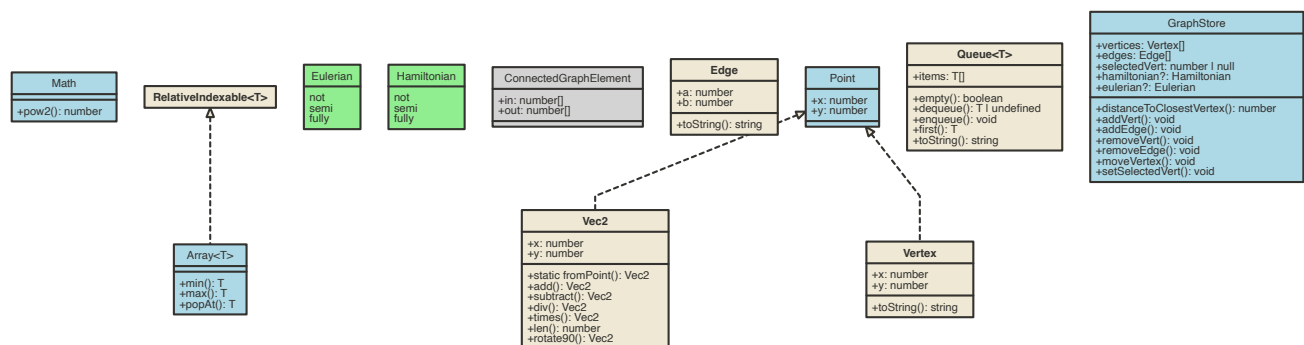 Math
+pow2(): number
RelativeIndexable<T>
Eulerian
not
semi
fully
Hamiltonian
not
semi
fully
ConnectedGraphElement
+in: number[]
+out: number[]
Edge
+a: number
+b: number
+toString(): string
Point
+x: number
+y: number
Queue<T>
+items: T[]
+empty(): boolean
+dequeue(): T | undefined
+enqueue(): void
+first(): T
+toString(): string
GraphStore
+vertices: Vertex[]
+edges: Edge[]
+selectedVert: number | null
+hamiltonian?: Hamiltonian
+eulerian?: Eulerian
+distanceToClosestVertex(): number
+addVert(): void
+addEdge(): void
+removeVert(): void
+removeEdge(): void
+moveVertex(): void
+setSelectedVert(): void
Array<T>
+min(): T
+max(): T
+popAt(): T
Vec2
+x: number
+y: number
+static fromPoint(): Vec2
+add(): Vec2
+subtract(): Vec2
+div(): Vec2
+times(): Vec2
+len(): number
+rotate90(): Vec2
Vertex
+x: number
+y: number
+toString(): string